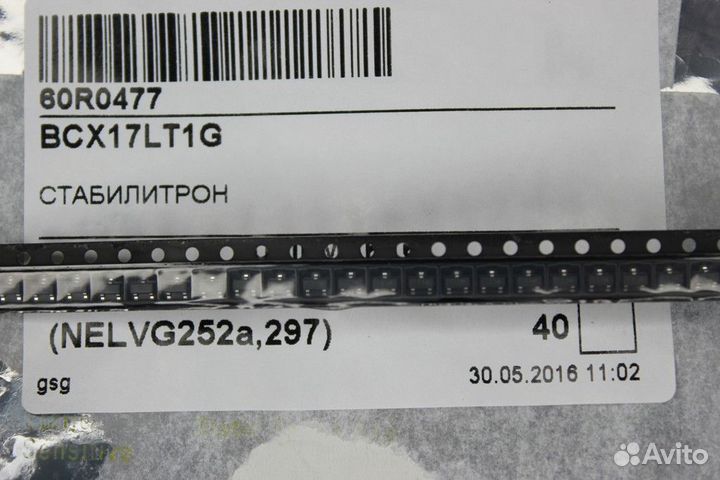 60R0477
BCX17LT1G
СТАБИЛИТРОН
(NELVG252a,297)
40
gsg
30.05.2016 11:02
Avito